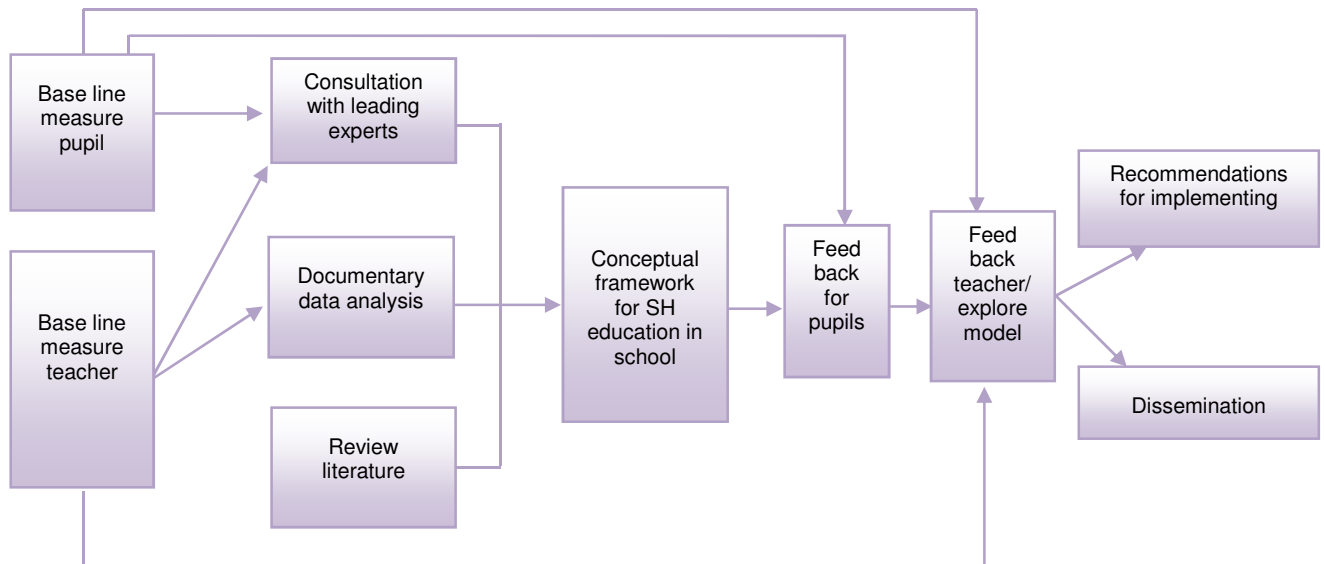 Base line
measure
pupil
Base line
measure
teacher
Consultation
with leading
experts
Documentary
data analysis
Review
literature
Conceptual
framework
for SH
education in
school
Feed
back
for
pupils
Feed
back
teacher/
explore
model
Recommendations
for implementing
Dissemination